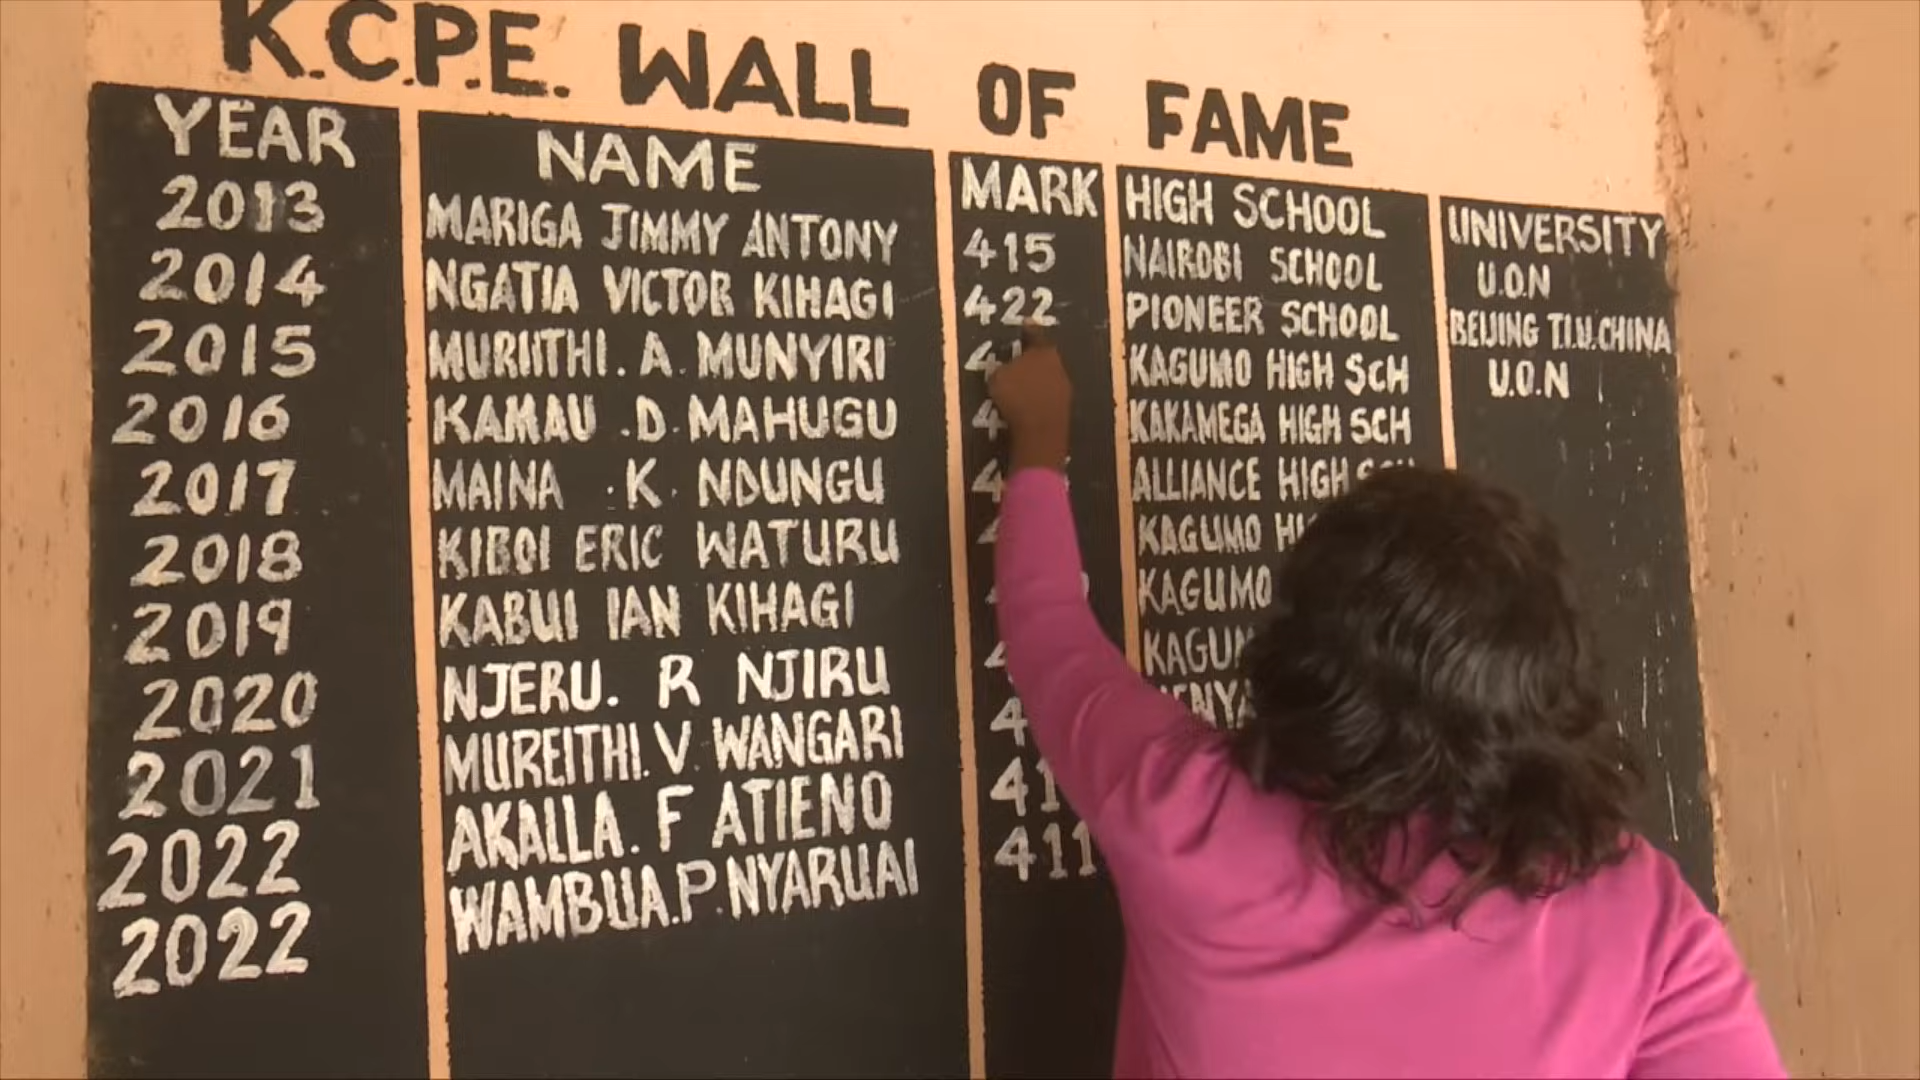 K.C.P.E. WALL OF FAME
YEAR NAME MARK HIGH SCHOOL UNIVERSITY
2013 MARIGA JIMMY ANTONY 415 NAIROBI SCHOOL U.O.N
2014 NGATIA VICTOR KIHAGI 422 PIONEER SCHOOL BEIJING T.I.U.CHINA
2015 MURIITHI. A. MUNYIRI KAGUMO HIGH SCH U.O.N
2016 KAMAU .D. MAHUGU KAKAMEGA HIGH SCH
2017 MAINA .K. NDUNGU ALLIANCE HIGH
2018 KIBOI ERIC WATURU KAGUMO
2019 KABUI IAN KIHAGI KAGUMO
2020 NJERU. R NJIRU
2021 MUREITHI. V. WANGARI
2022 AKALLA. F ATIENO
2022 WAMBUA.P.NYARUAI 411